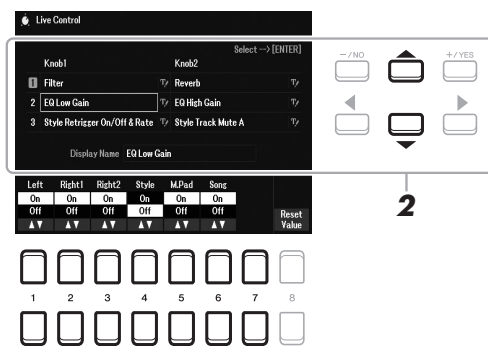 Live Control
Select --> [ENTER]
Knob1 Knob2
1 Filter Reverb
2 EQ Low Gain EQ High Gain
3 Style Retrigger On/Off & Rate Style Track Mute A
Display Name EQ Low Gain
Left Right1 Right2 Style M.Pad Song
On On On On On On
Off Off Off Off Off Off
Reset
Value
−/NO +/YES
2
1 2 3 4 5 6 7 8